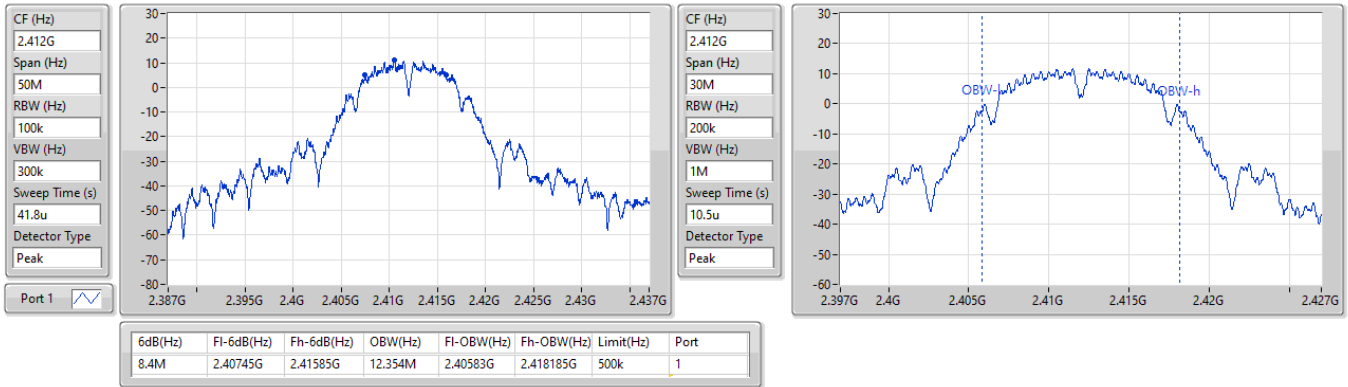 CF (Hz)
2.412G
Span (Hz)
50M
RBW (Hz)
100k
VBW (Hz)
300k
Sweep Time (s)
41.8u
Detector Type
Peak
Port 1
30
20
10
0
-10
-20
-30
-40
-50
-60
-70
-80
2.387G 2.395G 2.4G 2.405G 2.41G 2.415G 2.42G 2.425G 2.43G 2.437G
CF (Hz)
2.412G
Span (Hz)
30M
RBW (Hz)
200k
VBW (Hz)
1M
Sweep Time (s)
10.5u
Detector Type
Peak
30
20
10
0
-10
-20
-30
-40
-50
-60
OBW-l OBW-h
2.397G 2.4G 2.405G 2.41G 2.415G 2.42G 2.427G
6dB(Hz) Fl-6dB(Hz) Fh-6dB(Hz) OBW(Hz) Fl-OBW(Hz) Fh-OBW(Hz) Limit(Hz) Port
8.4M 2.40745G 2.41585G 12.354M 2.40583G 2.418185G 500k 1